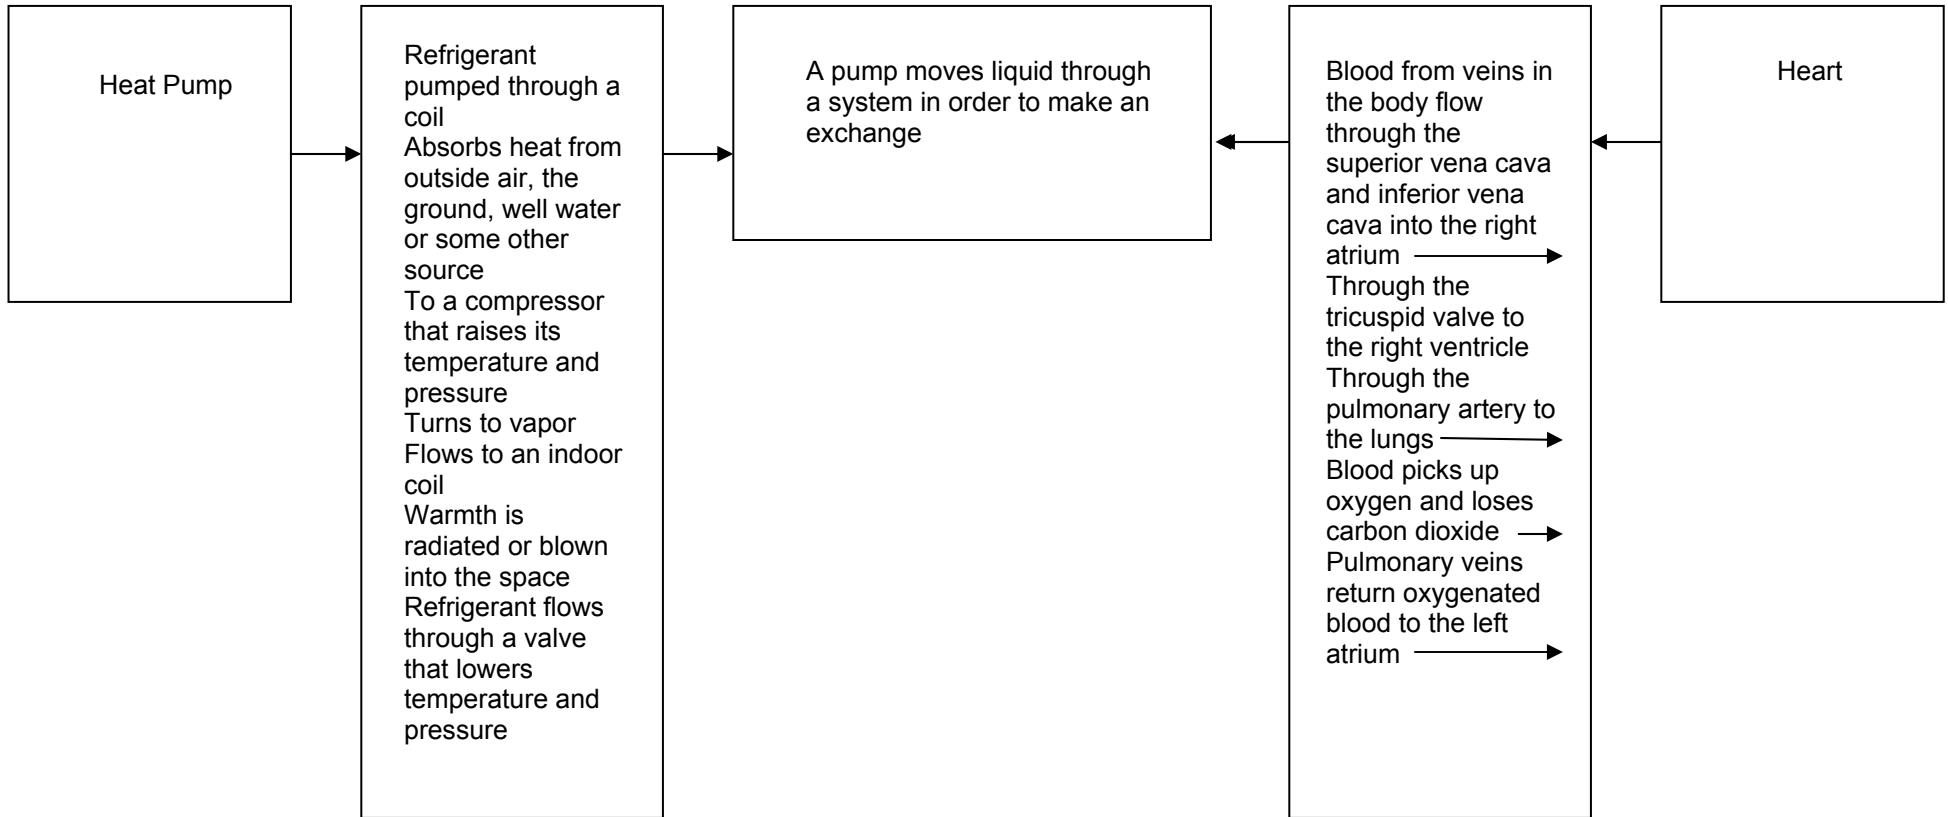 Heat Pump
Refrigerant
pumped through a
coil
Absorbs heat from
outside air, the
ground, well water
or some other
source
To a compressor
that raises its
temperature and
pressure
Turns to vapor
Flows to an indoor
coil
Warmth is
radiated or blown
into the space
Refrigerant flows
through a valve
that lowers
temperature and
pressure
A pump moves liquid through
a system in order to make an
exchange
Blood from veins in
the body flow
through the
superior vena cava
and inferior vena
cava into the right
atrium
Through the
tricuspid valve to
the right ventricle
Through the
pulmonary artery to
the lungs
Blood picks up
oxygen and loses
carbon dioxide
Pulmonary veins
return oxygenated
blood to the left
atrium
Heart